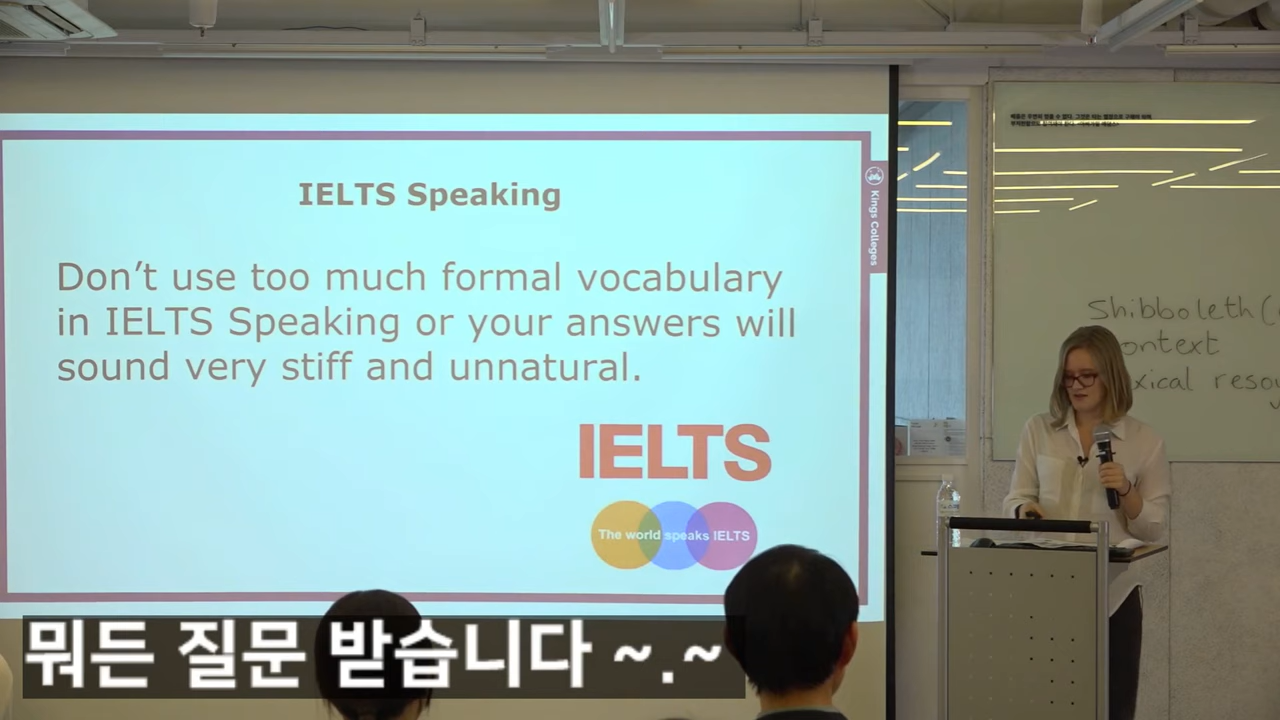 IELTS Speaking
Don't use too much formal vocabulary
in IELTS Speaking or your answers will
sound very stiff and unnatural.
IELTS
The world speaks IELTS
Kings Colleges
Shibboleth (
ontext
xical
뭐든 질문 받습니다 ~.~